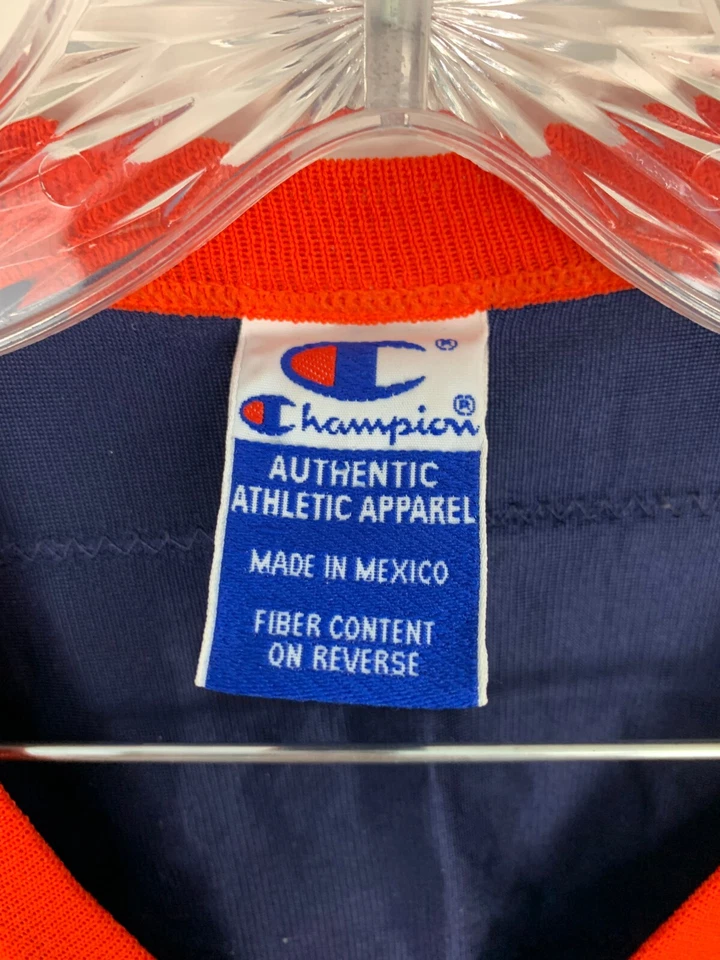 ®
Champion®
AUTHENTIC
ATHLETIC APPAREL
MADE IN MEXICO
FIBER CONTENT
ON REVERSE